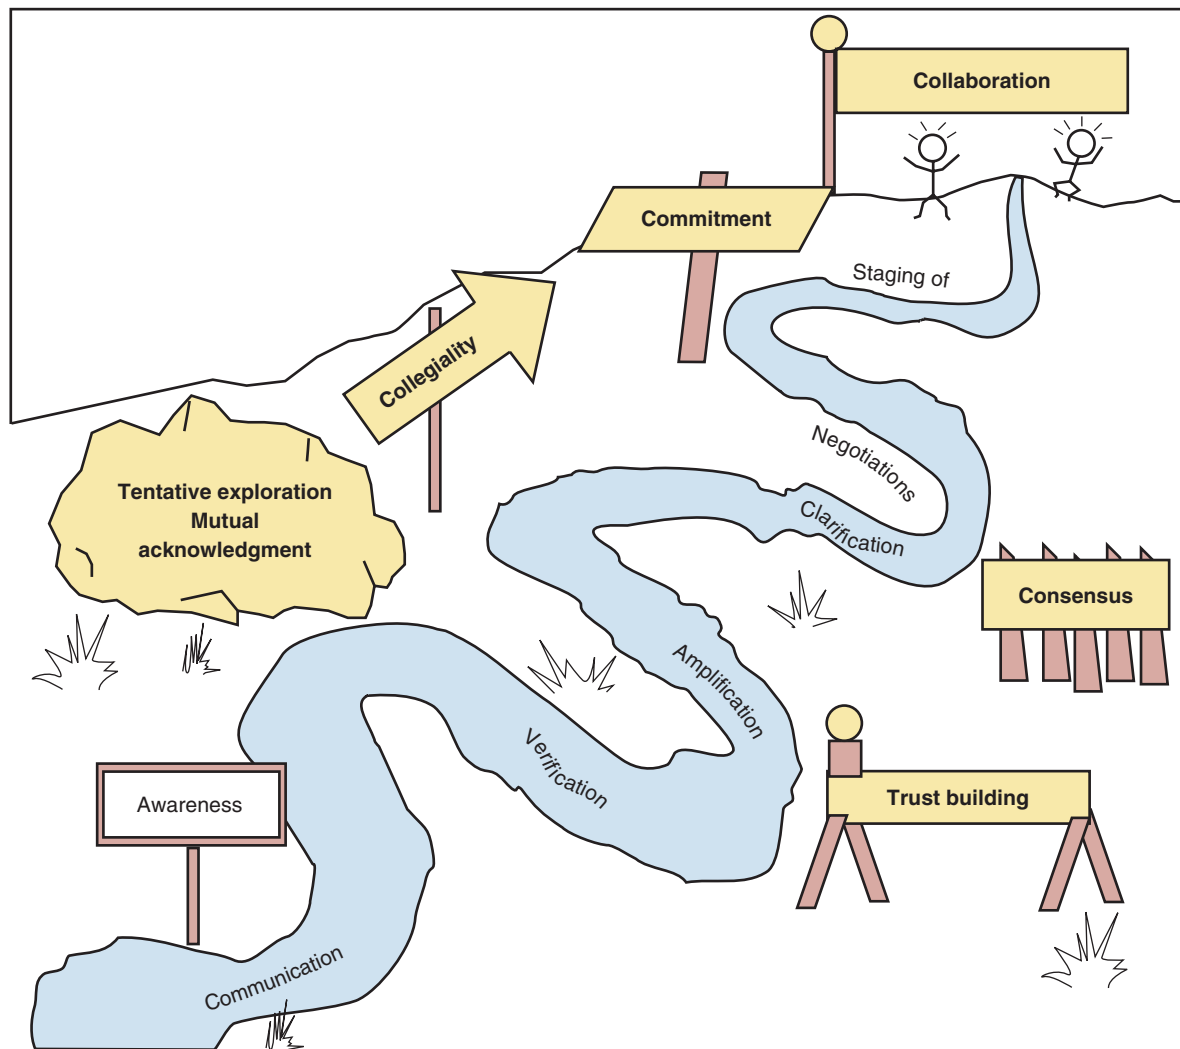 Collaboration
Commitment
Staging of
Collegiality
Negotiations
Tentative exploration
Mutual
acknowledgment
Clarification
Consensus
Amplification
Verification
Trust building
Awareness
Communication